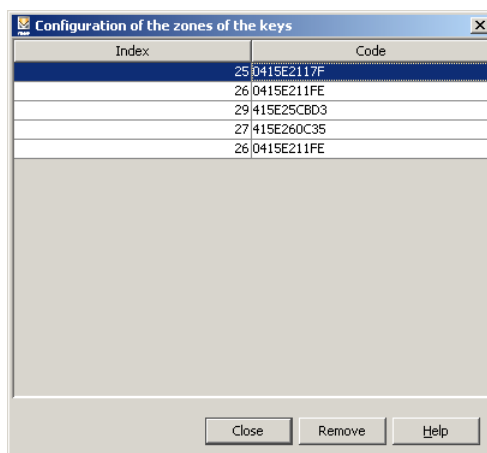 Configuration of the zones of the keys
Index Code
25 0415E2117F
26 0415E211FE
29 415E25CBD3
27 415E260C35
26 0415E211FE
Close Remove Help